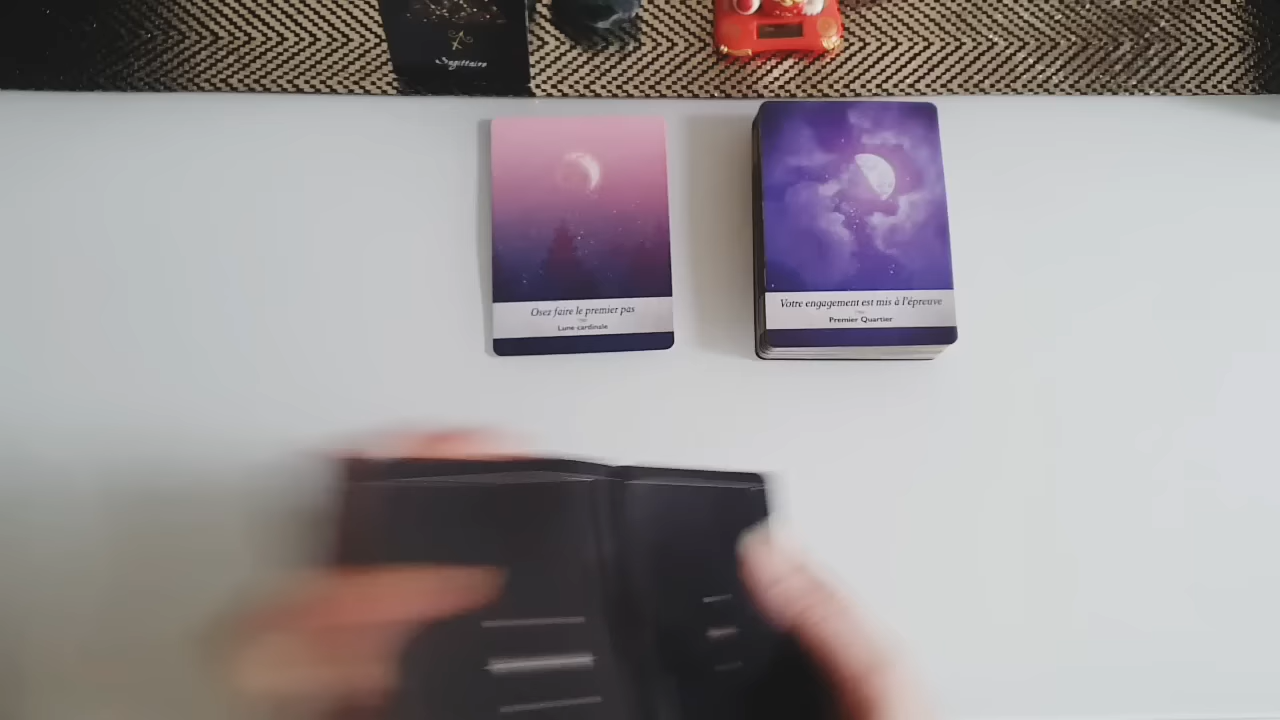 Sagittaire
Osez faire le premier pas
Lune cardinale
Votre engagement est mis à l'épreuve
Premier Quartier